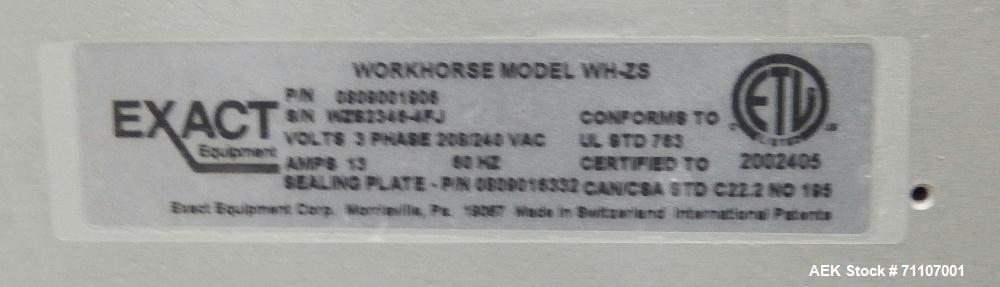 WORKHORSE MODEL WH-ZS
EXACT
Equipment
P/N 0809001906
S/N WZS2348-4FJ
VOLTS 3 PHASE 208/240 VAC
AMPS 13 60 HZ
SEALING PLATE - P/N 0809016332
ETL
LISTED
CONFORMS TO
UL STD 763
CERTIFIED TO 2002405
CAN/CSA STD C22.2 NO 195
Exact Equipment Corp. Morrisville, Pa. 19067 Made in Switzerland International Patents
AEK Stock # 71107001